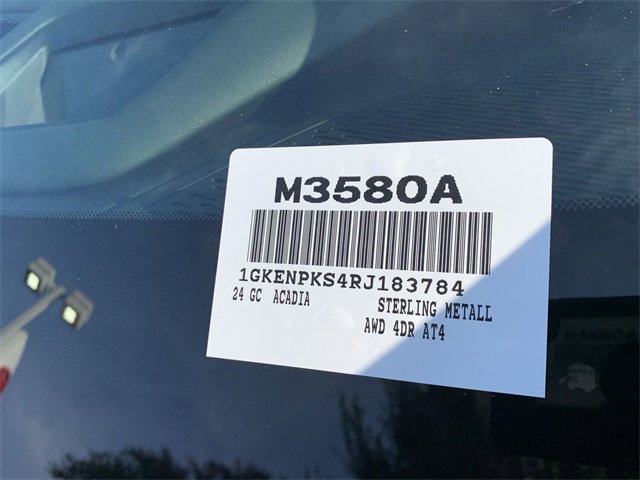 M3580A
1GKENPKS4RJ183784
24 GC ACADIA STERLING METALL
AWD 4DR AT4